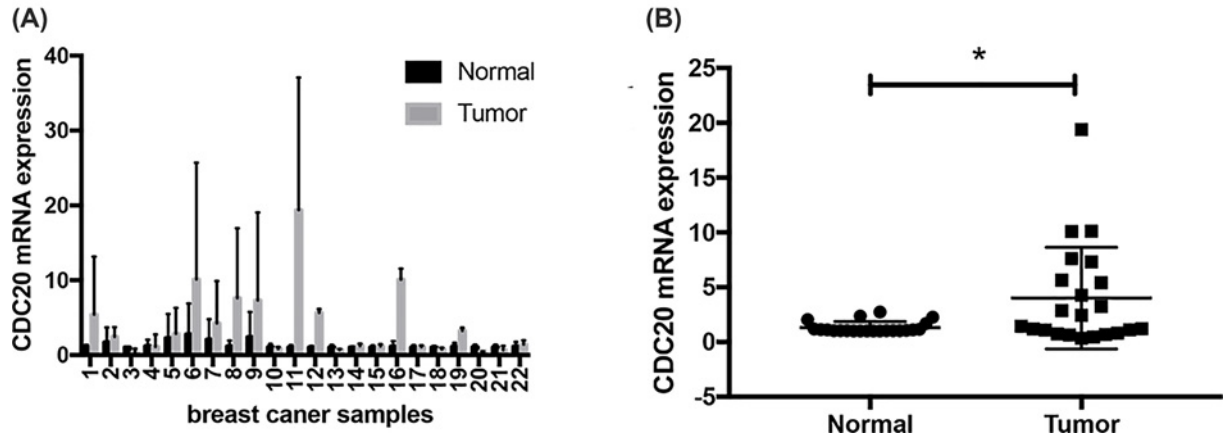 (A)
CDC20 mRNA expression
40
30
20
10
0
Normal
Tumor
1 2 3 4 5 6 7 8 9 10 11 12 13 14 15 16 17 18 19 20 21 22
breast caner samples
(B)
CDC20 mRNA expression
25
20
15
10
5
0
-5
*
Normal Tumor